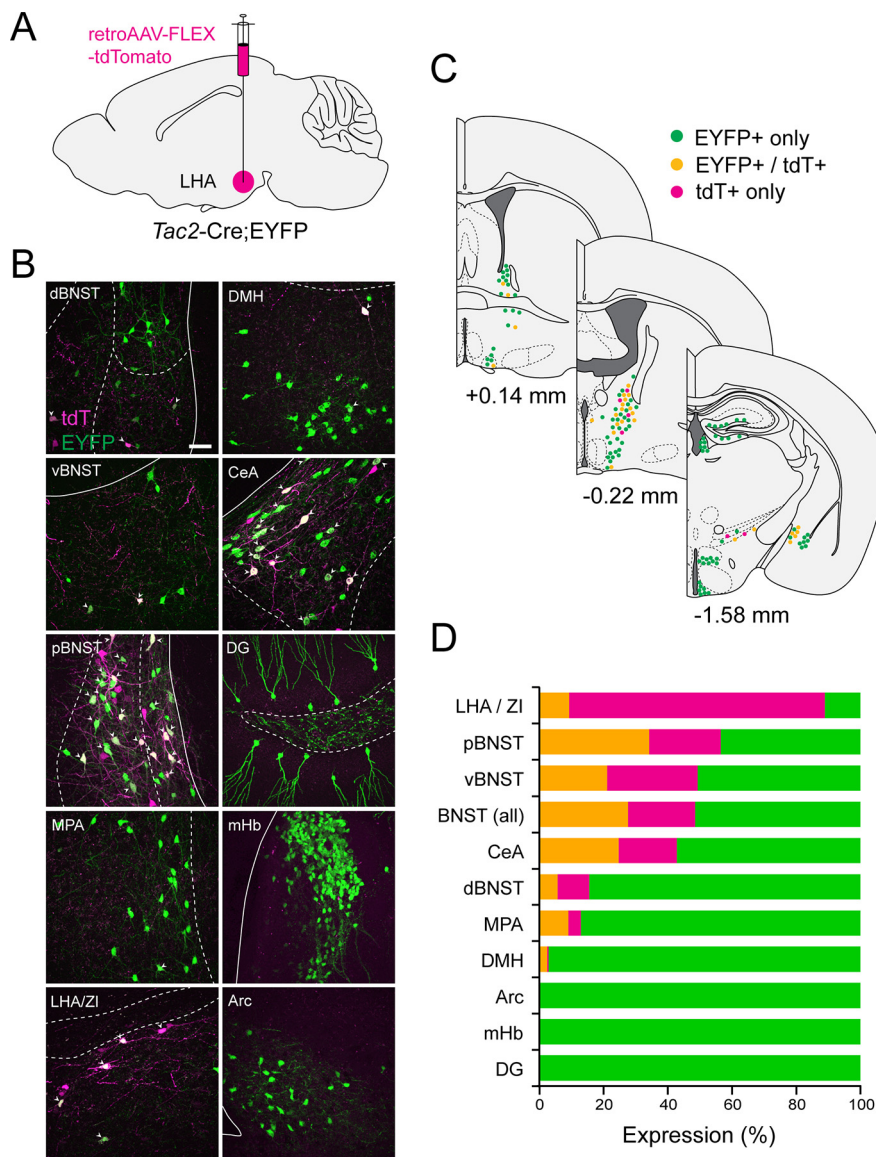 A
retroAAV-FLEX
-tdTomato
LHA
Tac2-Cre;EYFP
B
dBNST
tdT
EYFP
DMH
vBNST
CeA
pBNST
DG
MPA
mHb
LHA/ZI
Arc
C
EYFP+ only
EYFP+ / tdT+
tdT+ only
+0.14 mm
-0.22 mm
-1.58 mm
D
LHA / ZI
pBNST
vBNST
BNST (all)
CeA
dBNST
MPA
DMH
Arc
mHb
DG
0 20 40 60 80 100
Expression (%)